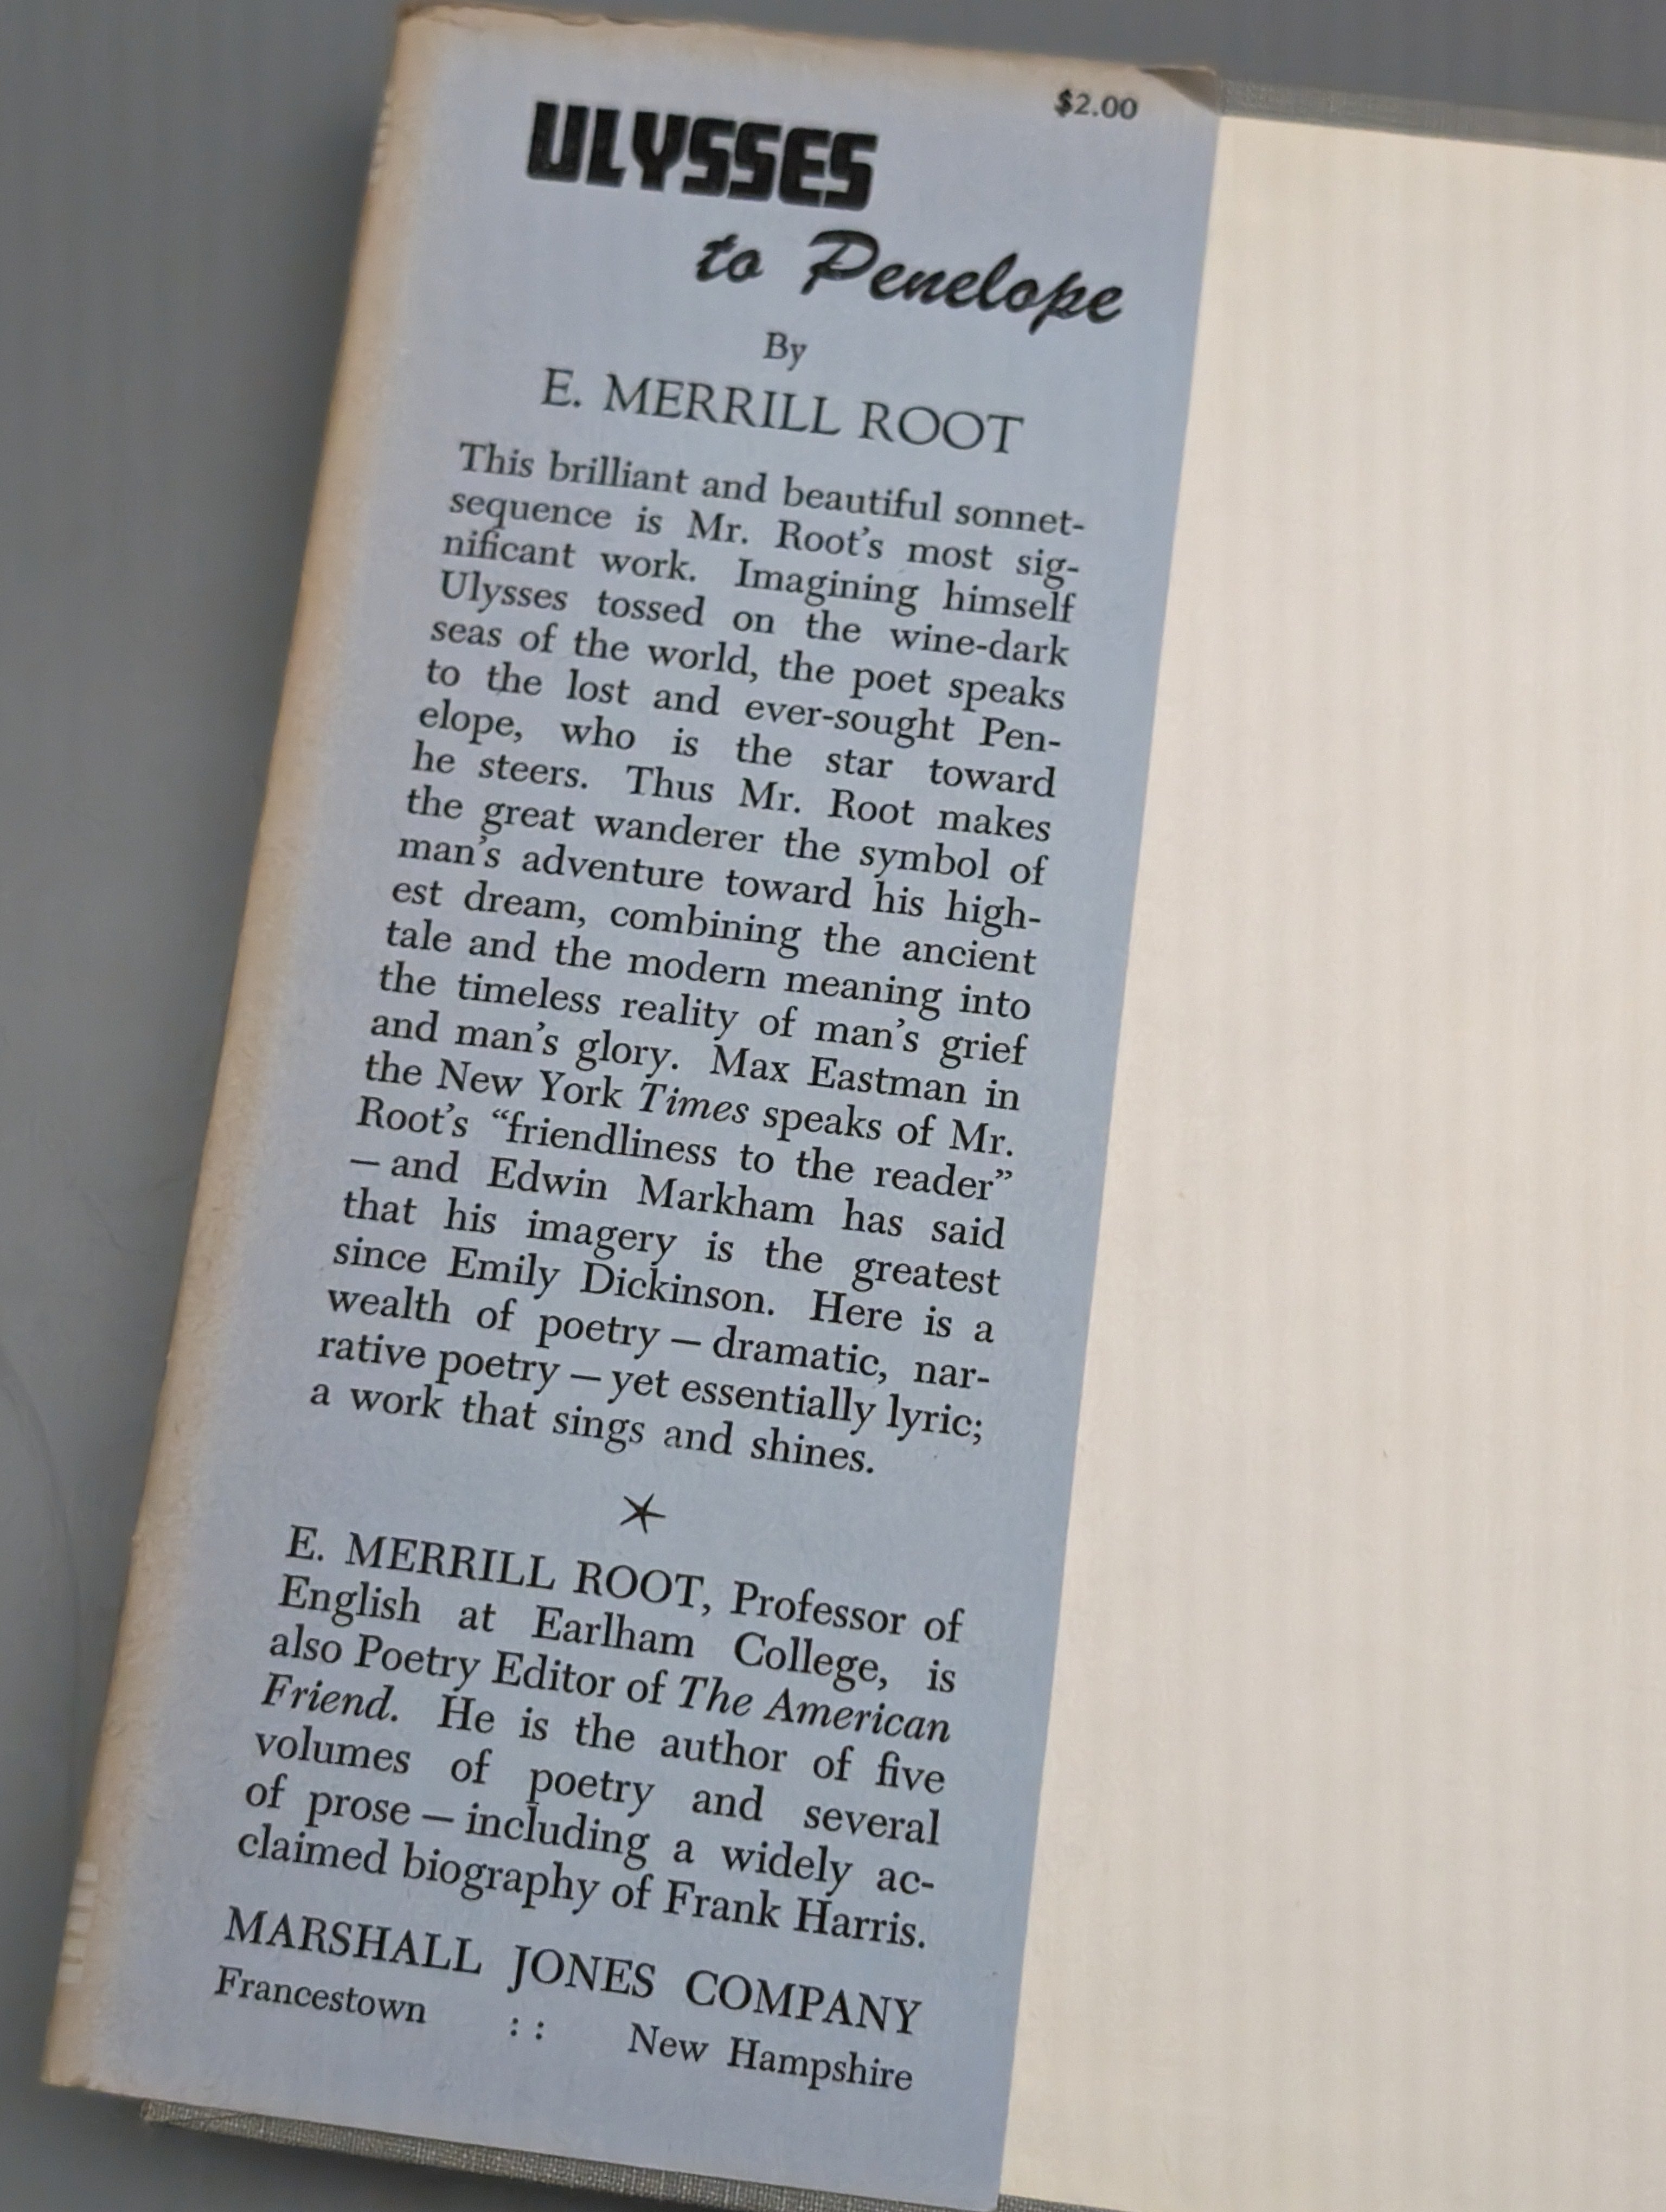 $2.00
ULYSSES
to Penelope
By
E. MERRILL ROOT
This brilliant and beautiful sonnet-
sequence is Mr. Root's most sig-
nificant work. Imagining himself
Ulysses tossed on the wine-dark
seas of the world, the poet speaks
to the lost and ever-sought Pen-
elope, who is the star toward
he steers. Thus Mr. Root makes
the great wanderer the symbol of
man's adventure toward his high-
est dream, combining the ancient
tale and the modern meaning into
the timeless reality of man's grief
and man's glory. Max Eastman in
the New York Times speaks of Mr.
Root's “friendliness to the reader”
— and Edwin Markham has said
that his imagery is the greatest
since Emily Dickinson. Here is a
wealth of poetry — dramatic, nar-
rative poetry — yet essentially lyric;
a work that sings and shines.
E. MERRILL ROOT, Professor of
English at Earlham College, is
also Poetry Editor of The American
Friend. He is the author of five
volumes of poetry and several
of prose — including a widely ac-
claimed biography of Frank Harris.
MARSHALL JONES COMPANY
Francestown :: New Hampshire